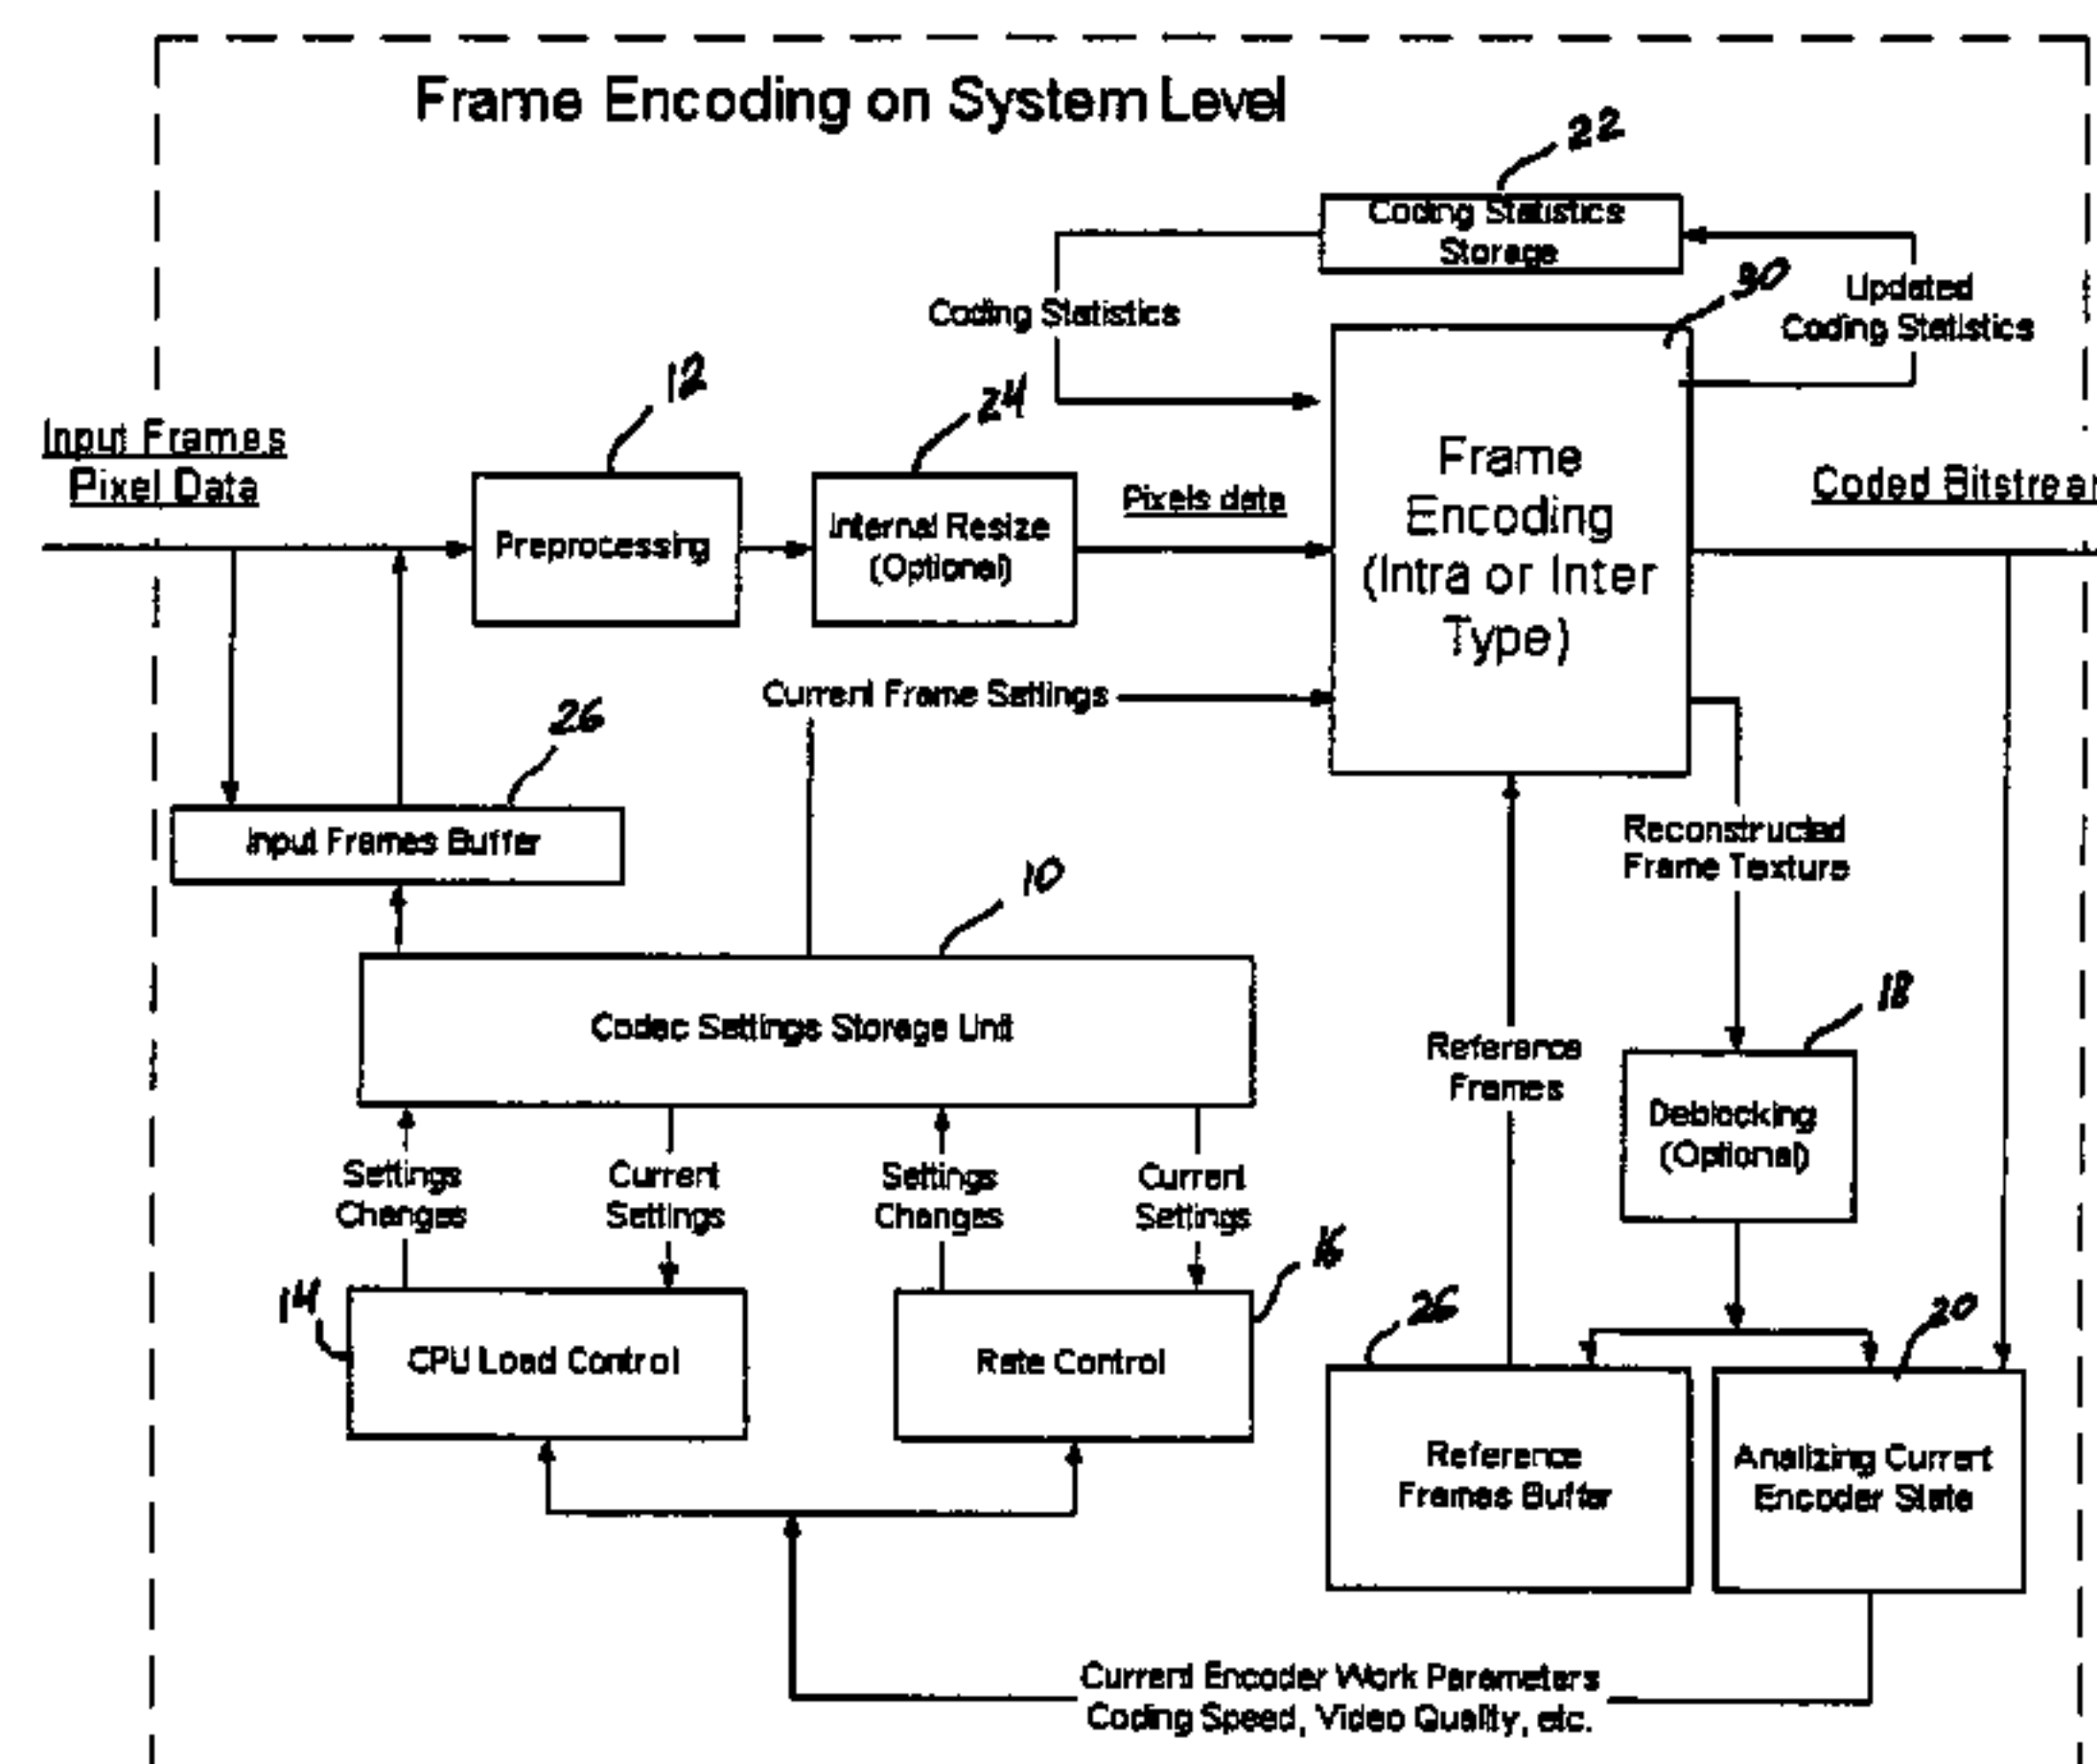 Frame Encoding on System Level
22
Coding Statistics
Storage
30
Updated
Coding Statistics
Coding Statistics
12
24
Input Frames
Pixel Data
Preprocessing
Internal Resize
(Optional)
Pixels data
Frame
Encoding
(Intra or Inter
Type)
Coded Bitstrea
Current Frame Settings
26
Input Frames Buffer
Reconstructed
Frame Texture
10
Codec Settings Storage Unit
18
Reference
Frames
Deblocking
(Optional)
Settings
Changes
Current
Settings
Settings
Changes
Current
Settings
14
CPU Load Control
16
Rate Control
26
20
Reference
Frames Buffer
Analizing Current
Encoder State
Current Encoder Work Parameters
Coding Speed, Video Quality, etc.